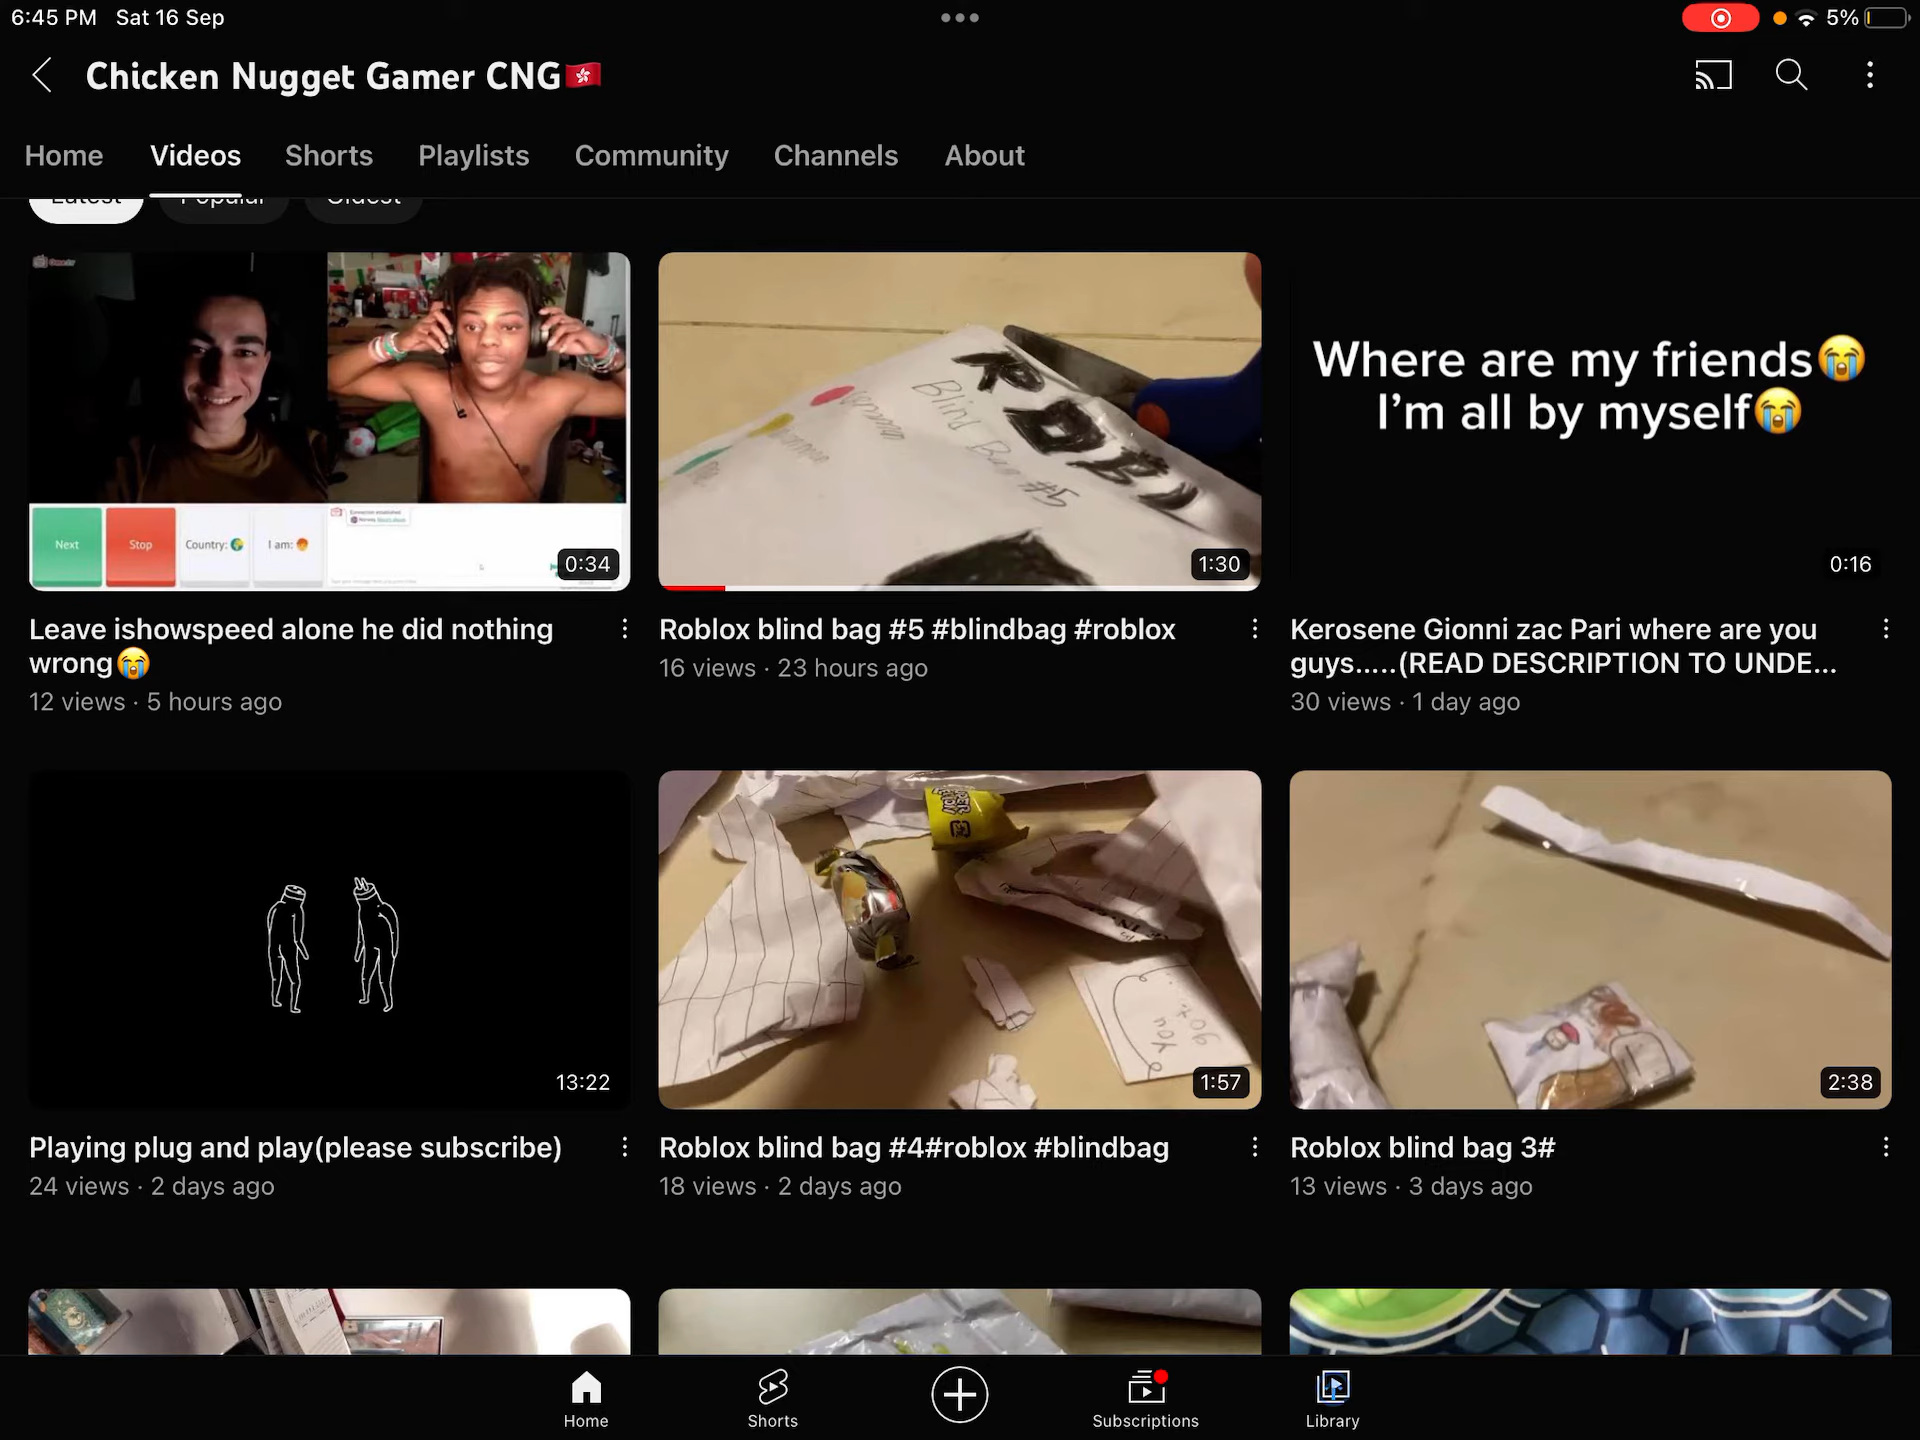 6:45 PM Sat 16 Sep
5%
Chicken Nugget Gamer CNG🇭🇰
Home Videos Shorts Playlists Community Channels About
Latest Popular Oldest
Next Stop Country: I am:
0:34
Blind Bag #5
1:30
Where are my friends😭
I'm all by myself😭
0:16
Leave ishowspeed alone he did nothing
wrong😭
12 views · 5 hours ago
Roblox blind bag #5 #blindbag #roblox
16 views · 23 hours ago
Kerosene Gionni zac Pari where are you
guys.....(READ DESCRIPTION TO UNDE...
30 views · 1 day ago
13:22
You
got
1:57
2:38
Playing plug and play(please subscribe)
24 views · 2 days ago
Roblox blind bag #4#roblox #blindbag
18 views · 2 days ago
Roblox blind bag 3#
13 views · 3 days ago
Home Shorts Subscriptions Library